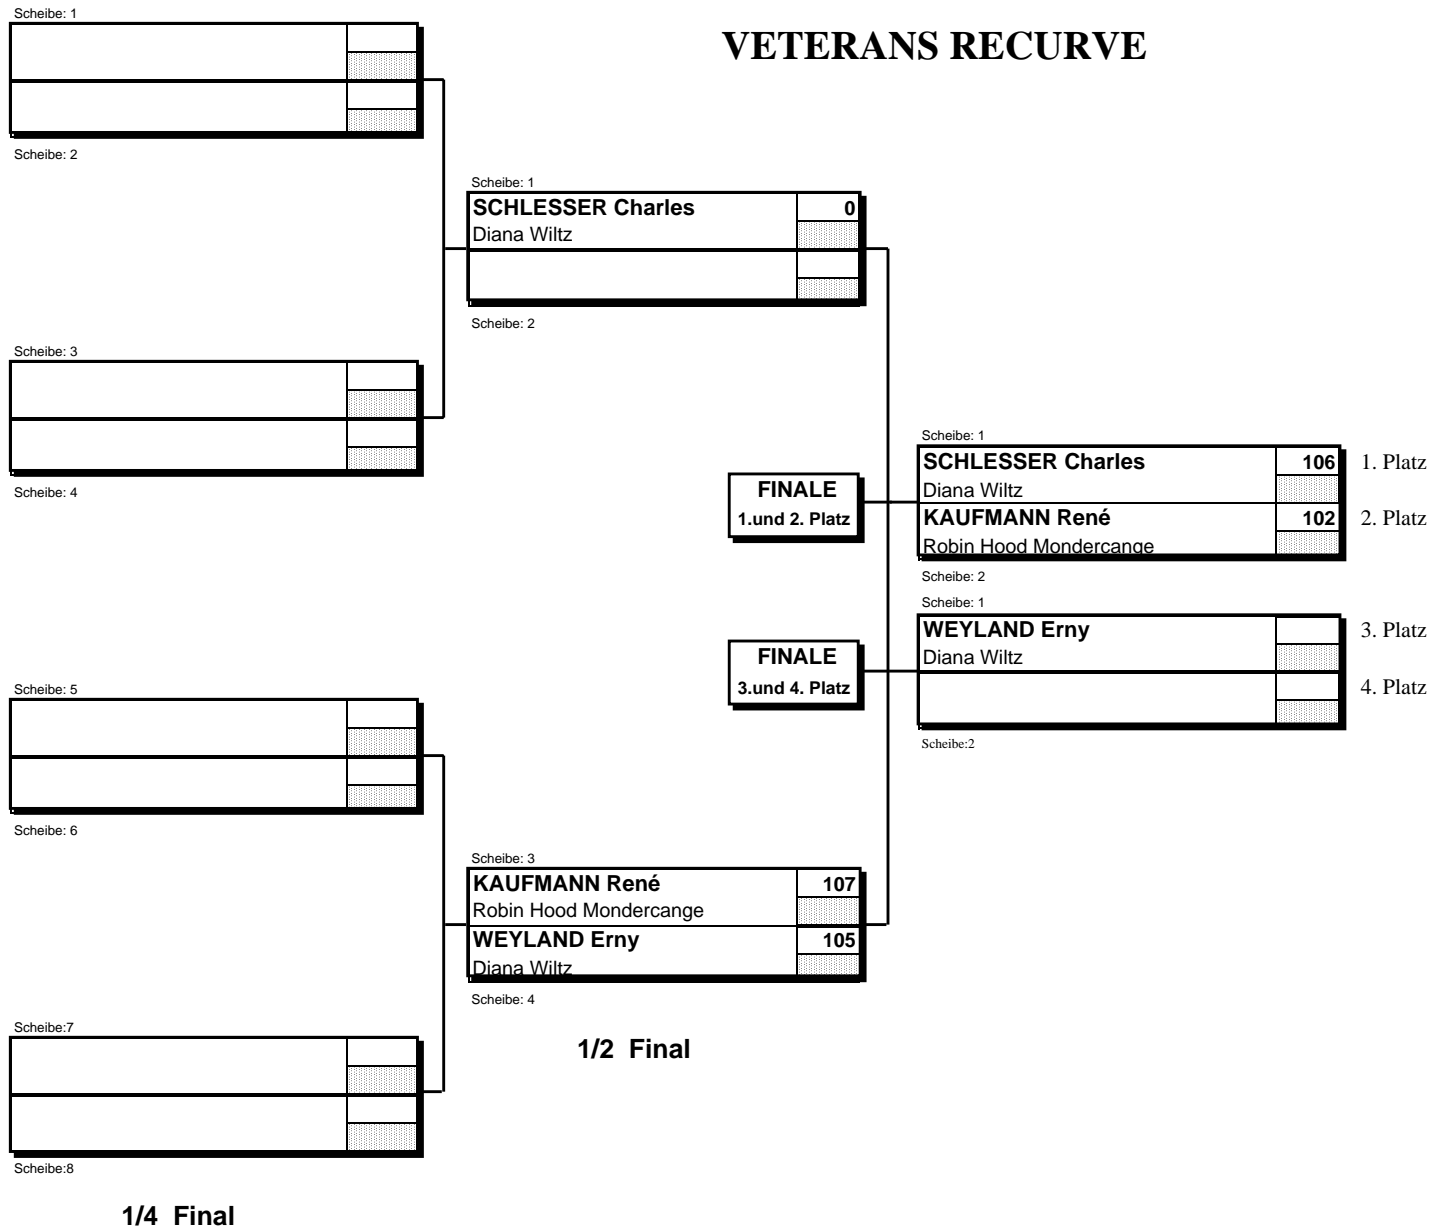 Scheibe: 1
VETERANS RECURVE
Scheibe: 2
Scheibe: 1
SCHLESSER Charles 0
Diana Wiltz
Scheibe: 2
Scheibe: 3
Scheibe: 4
Scheibe: 1
SCHLESSER Charles 106 1. Platz
Diana Wiltz
KAUFMANN René 102 2. Platz
Robin Hood Mondercange
Scheibe: 2
FINALE
1.und 2. Platz
Scheibe: 1
WEYLAND Erny 3. Platz
Diana Wiltz
4. Platz
Scheibe:2
FINALE
3.und 4. Platz
Scheibe: 5
Scheibe: 6
Scheibe: 3
KAUFMANN René 107
Robin Hood Mondercange
WEYLAND Erny 105
Diana Wiltz
Scheibe: 4
Scheibe:7
1/2 Final
Scheibe:8
1/4 Final